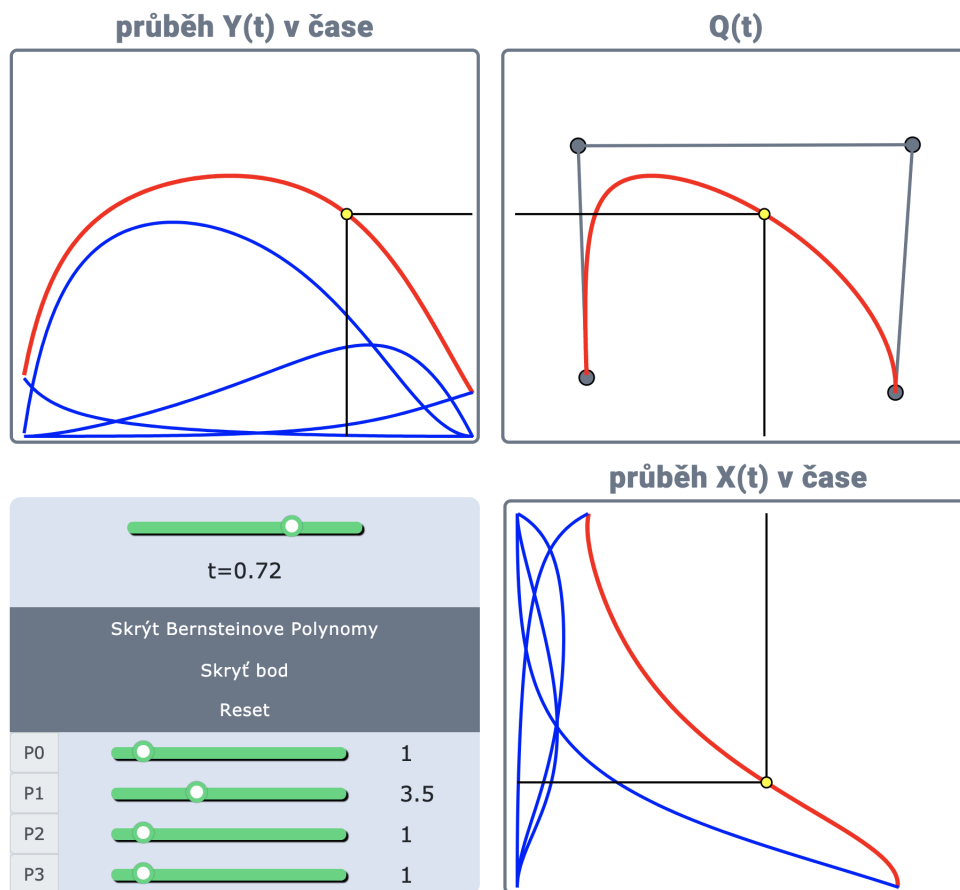 průběh Y(t) v čase
Q(t)
průběh X(t) v čase
t=0.72
Skrýt Bernsteinove Polynomy
Skryť bod
Reset
P0 1
P1 3.5
P2 1
P3 1